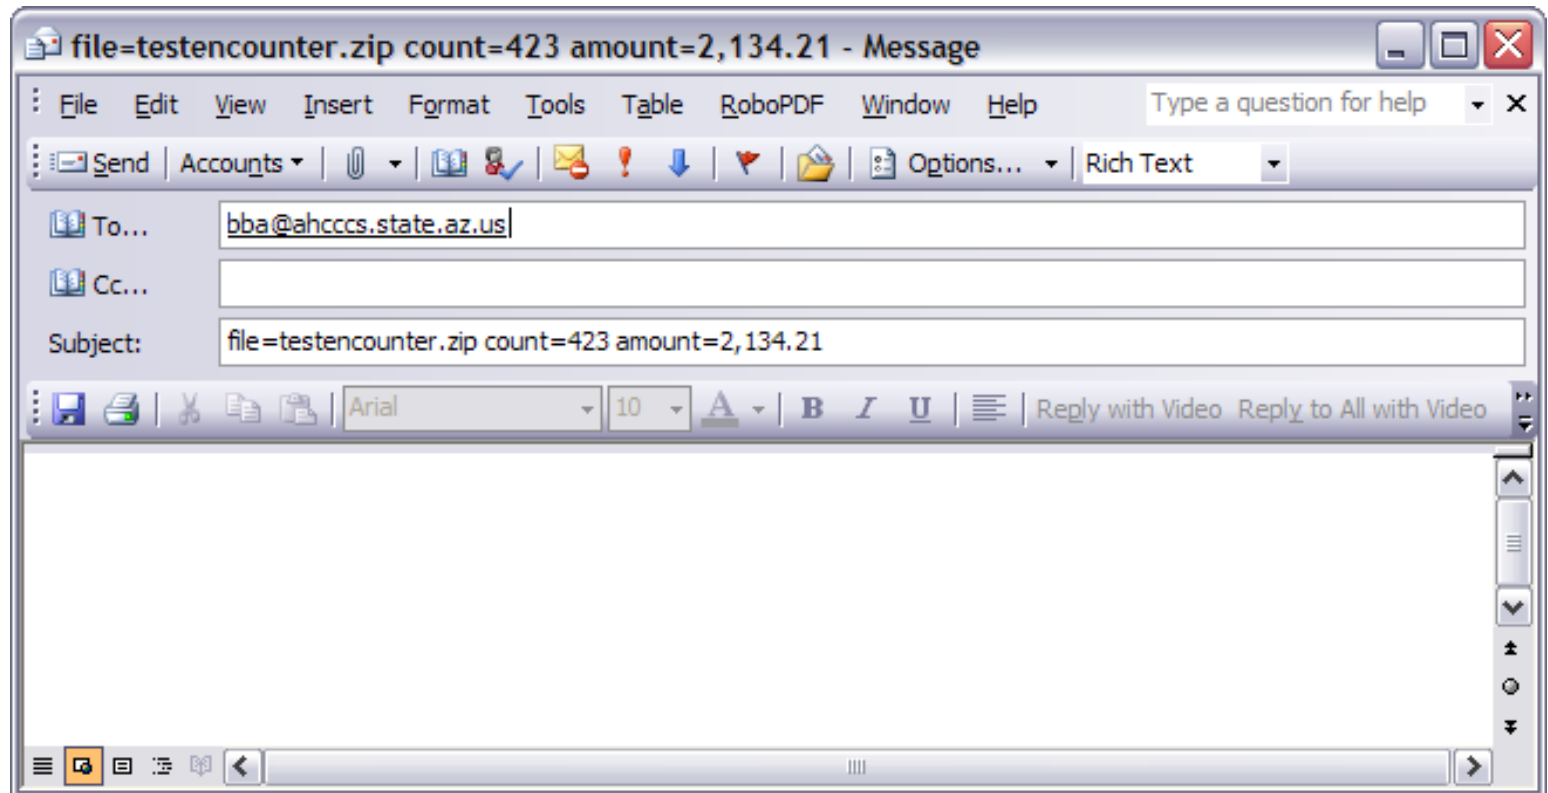 file=testencounter.zip count=423 amount=2,134.21 - Message
File Edit View Insert Format Tools Table RoboPDF Window Help Type a question for help
Send Accounts Options... Rich Text
To... bba@ahcccs.state.az.us
Cc...
Subject: file=testencounter.zip count=423 amount=2,134.21
Arial 10 A B I U Reply with Video Reply to All with Video